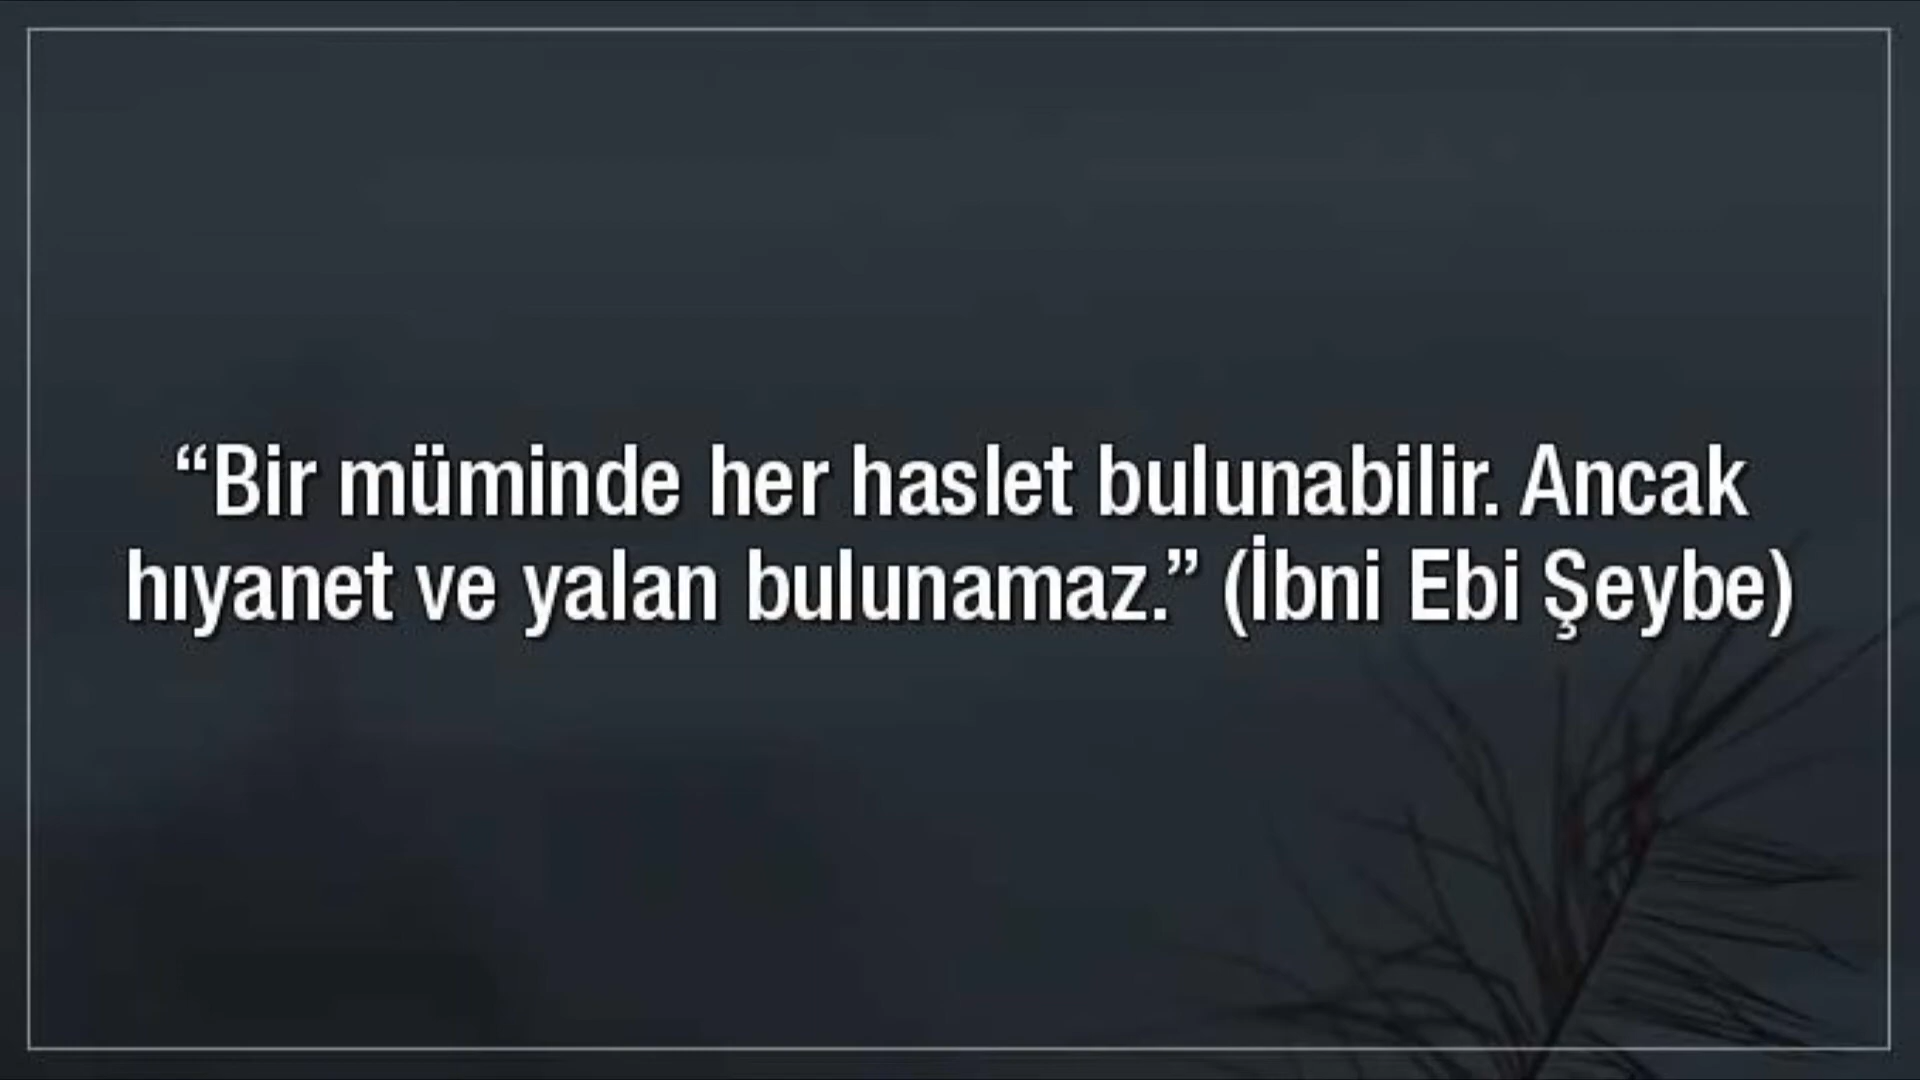 “Bir müminde her haslet bulunabilir. Ancak
hıyanet ve yalan bulunamaz.” (İbni Ebi Şeybe)